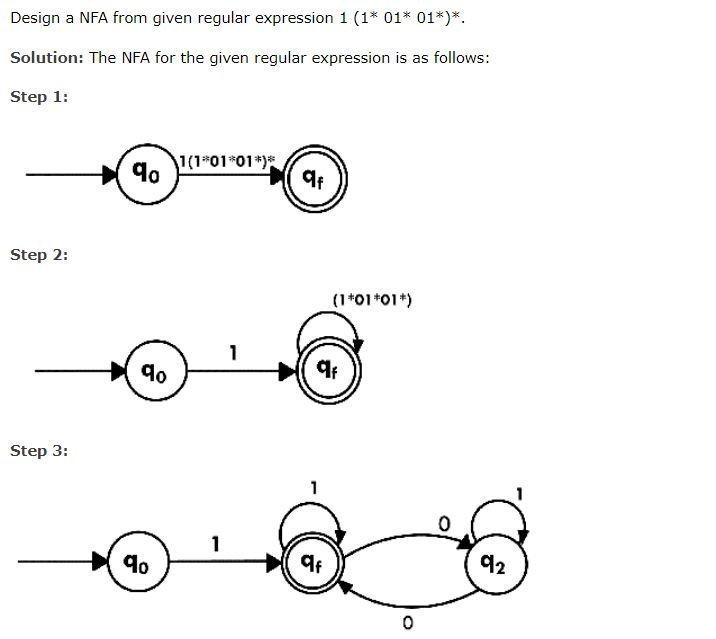 Design a NFA from given regular expression 1 (1* 01* 01*)*.
Solution: The NFA for the given regular expression is as follows:
Step 1:
q0
1(1*01*01*)*
qf
Step 2:
(1*01*01*)
1
q0
qf
Step 3:
1
1
0
1
q0
qf
q2
0